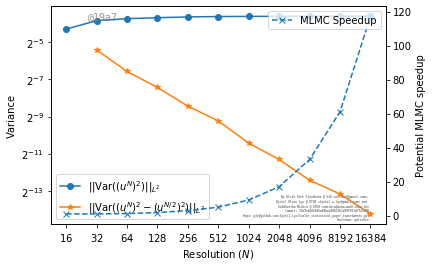 @19a7
MLMC Speedup
120
100
80
60
40
20
0
Potential MLMC speedup
2^{-5}
2^{-7}
2^{-9}
2^{-11}
2^{-13}
Variance
||Var((u^N)^2)||_{L^2}
||Var((u^N)^2 − (u^{N/2})^2)||_{L^2}
16 32 64 128 256 512 1024 2048 4096 8192 16384
Resolution (N)